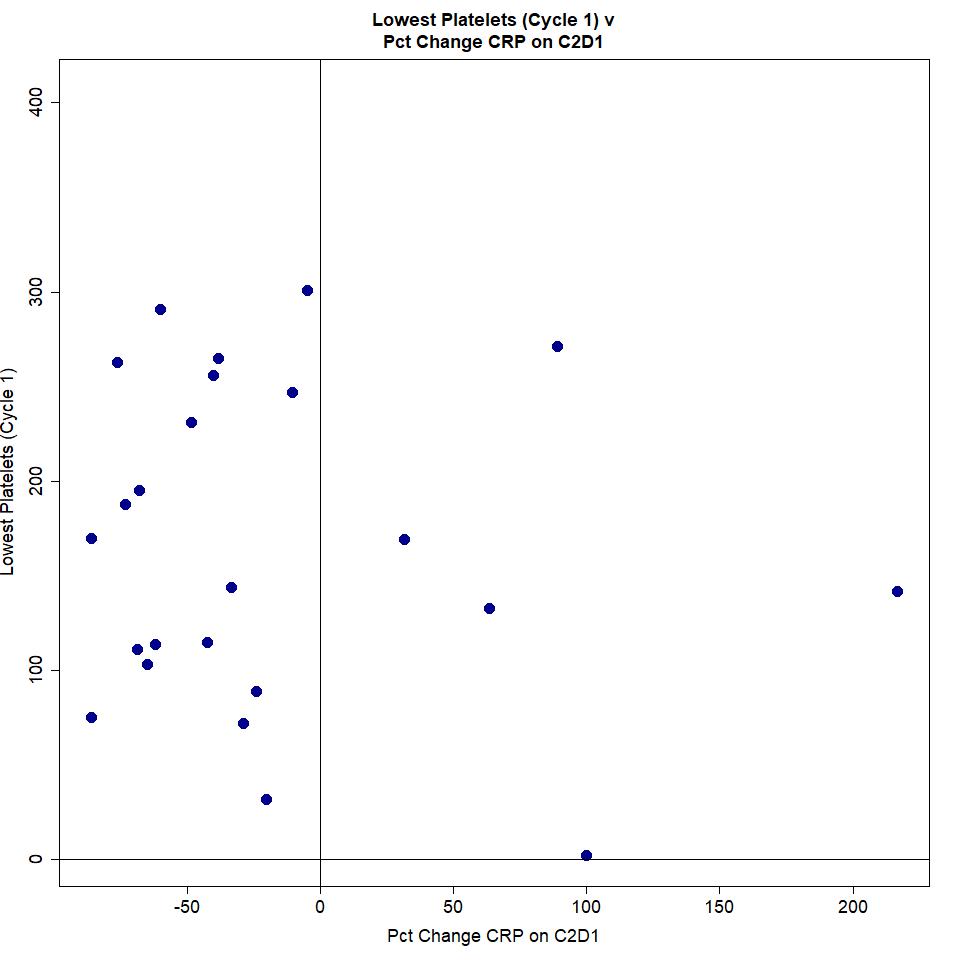 Lowest Platelets (Cycle 1) v
Pct Change CRP on C2D1
400
300
200
100
0
Lowest Platelets (Cycle 1)
-50 0 50 100 150 200
Pct Change CRP on C2D1